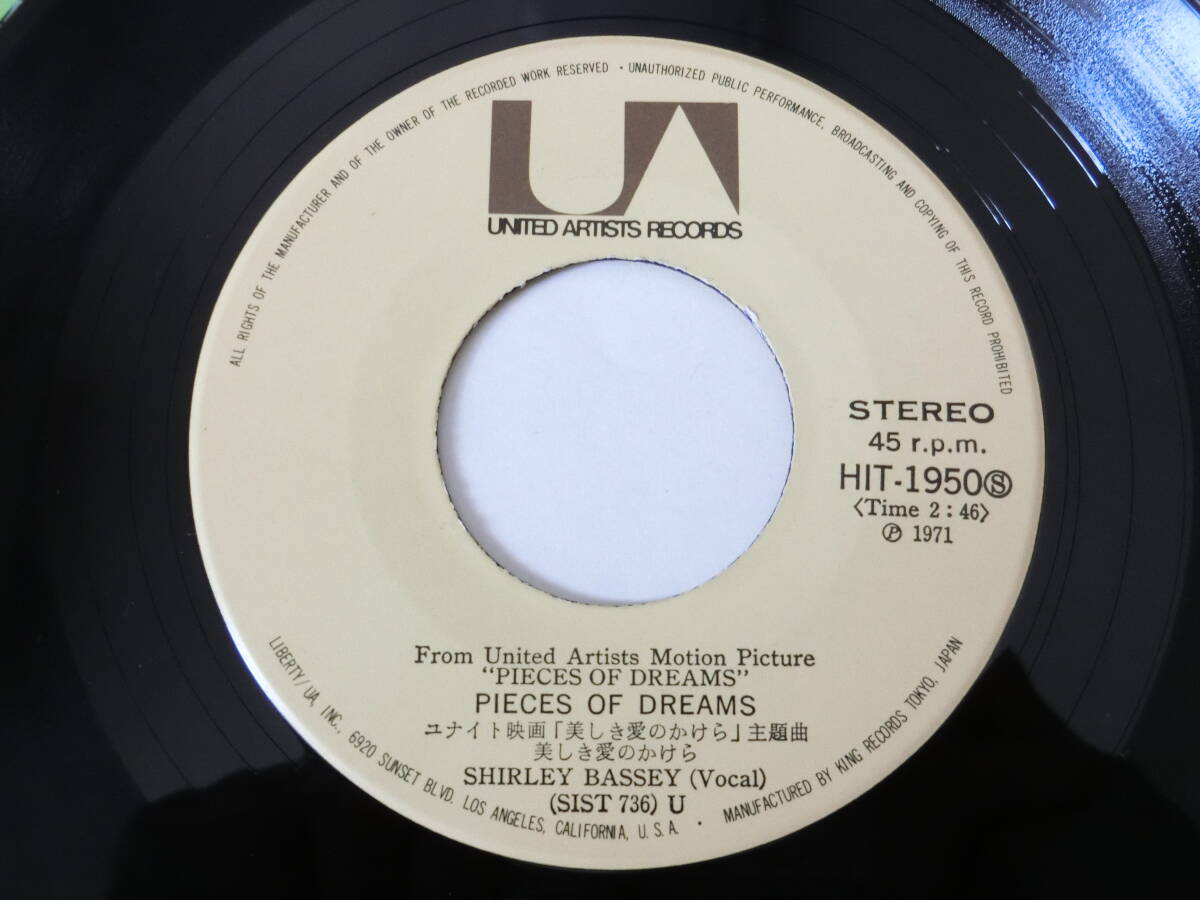 ALL RIGHTS OF THE MANUFACTURER AND OF THE OWNER OF THE RECORDED WORK RESERVED · UNAUTHORIZED PUBLIC PERFORMANCE, BROADCASTING AND COPYING OF THIS RECORD PROHIBITED
UA
UNITED ARTISTS RECORDS
STEREO
45 r.p.m.
HIT-1950Ⓢ
〈Time 2:46〉
Ⓟ 1971
From United Artists Motion Picture
"PIECES OF DREAMS"
PIECES OF DREAMS
ユナイト映画「美しき愛のかけら」主題曲
美しき愛のかけら
SHIRLEY BASSEY (Vocal)
(SIST 736) U
LIBERTY/UA, INC., 6920 SUNSET BLVD. LOS ANGELES, CALIFORNIA, U.S.A. · MANUFACTURED BY KING RECORDS TOKYO, JAPAN